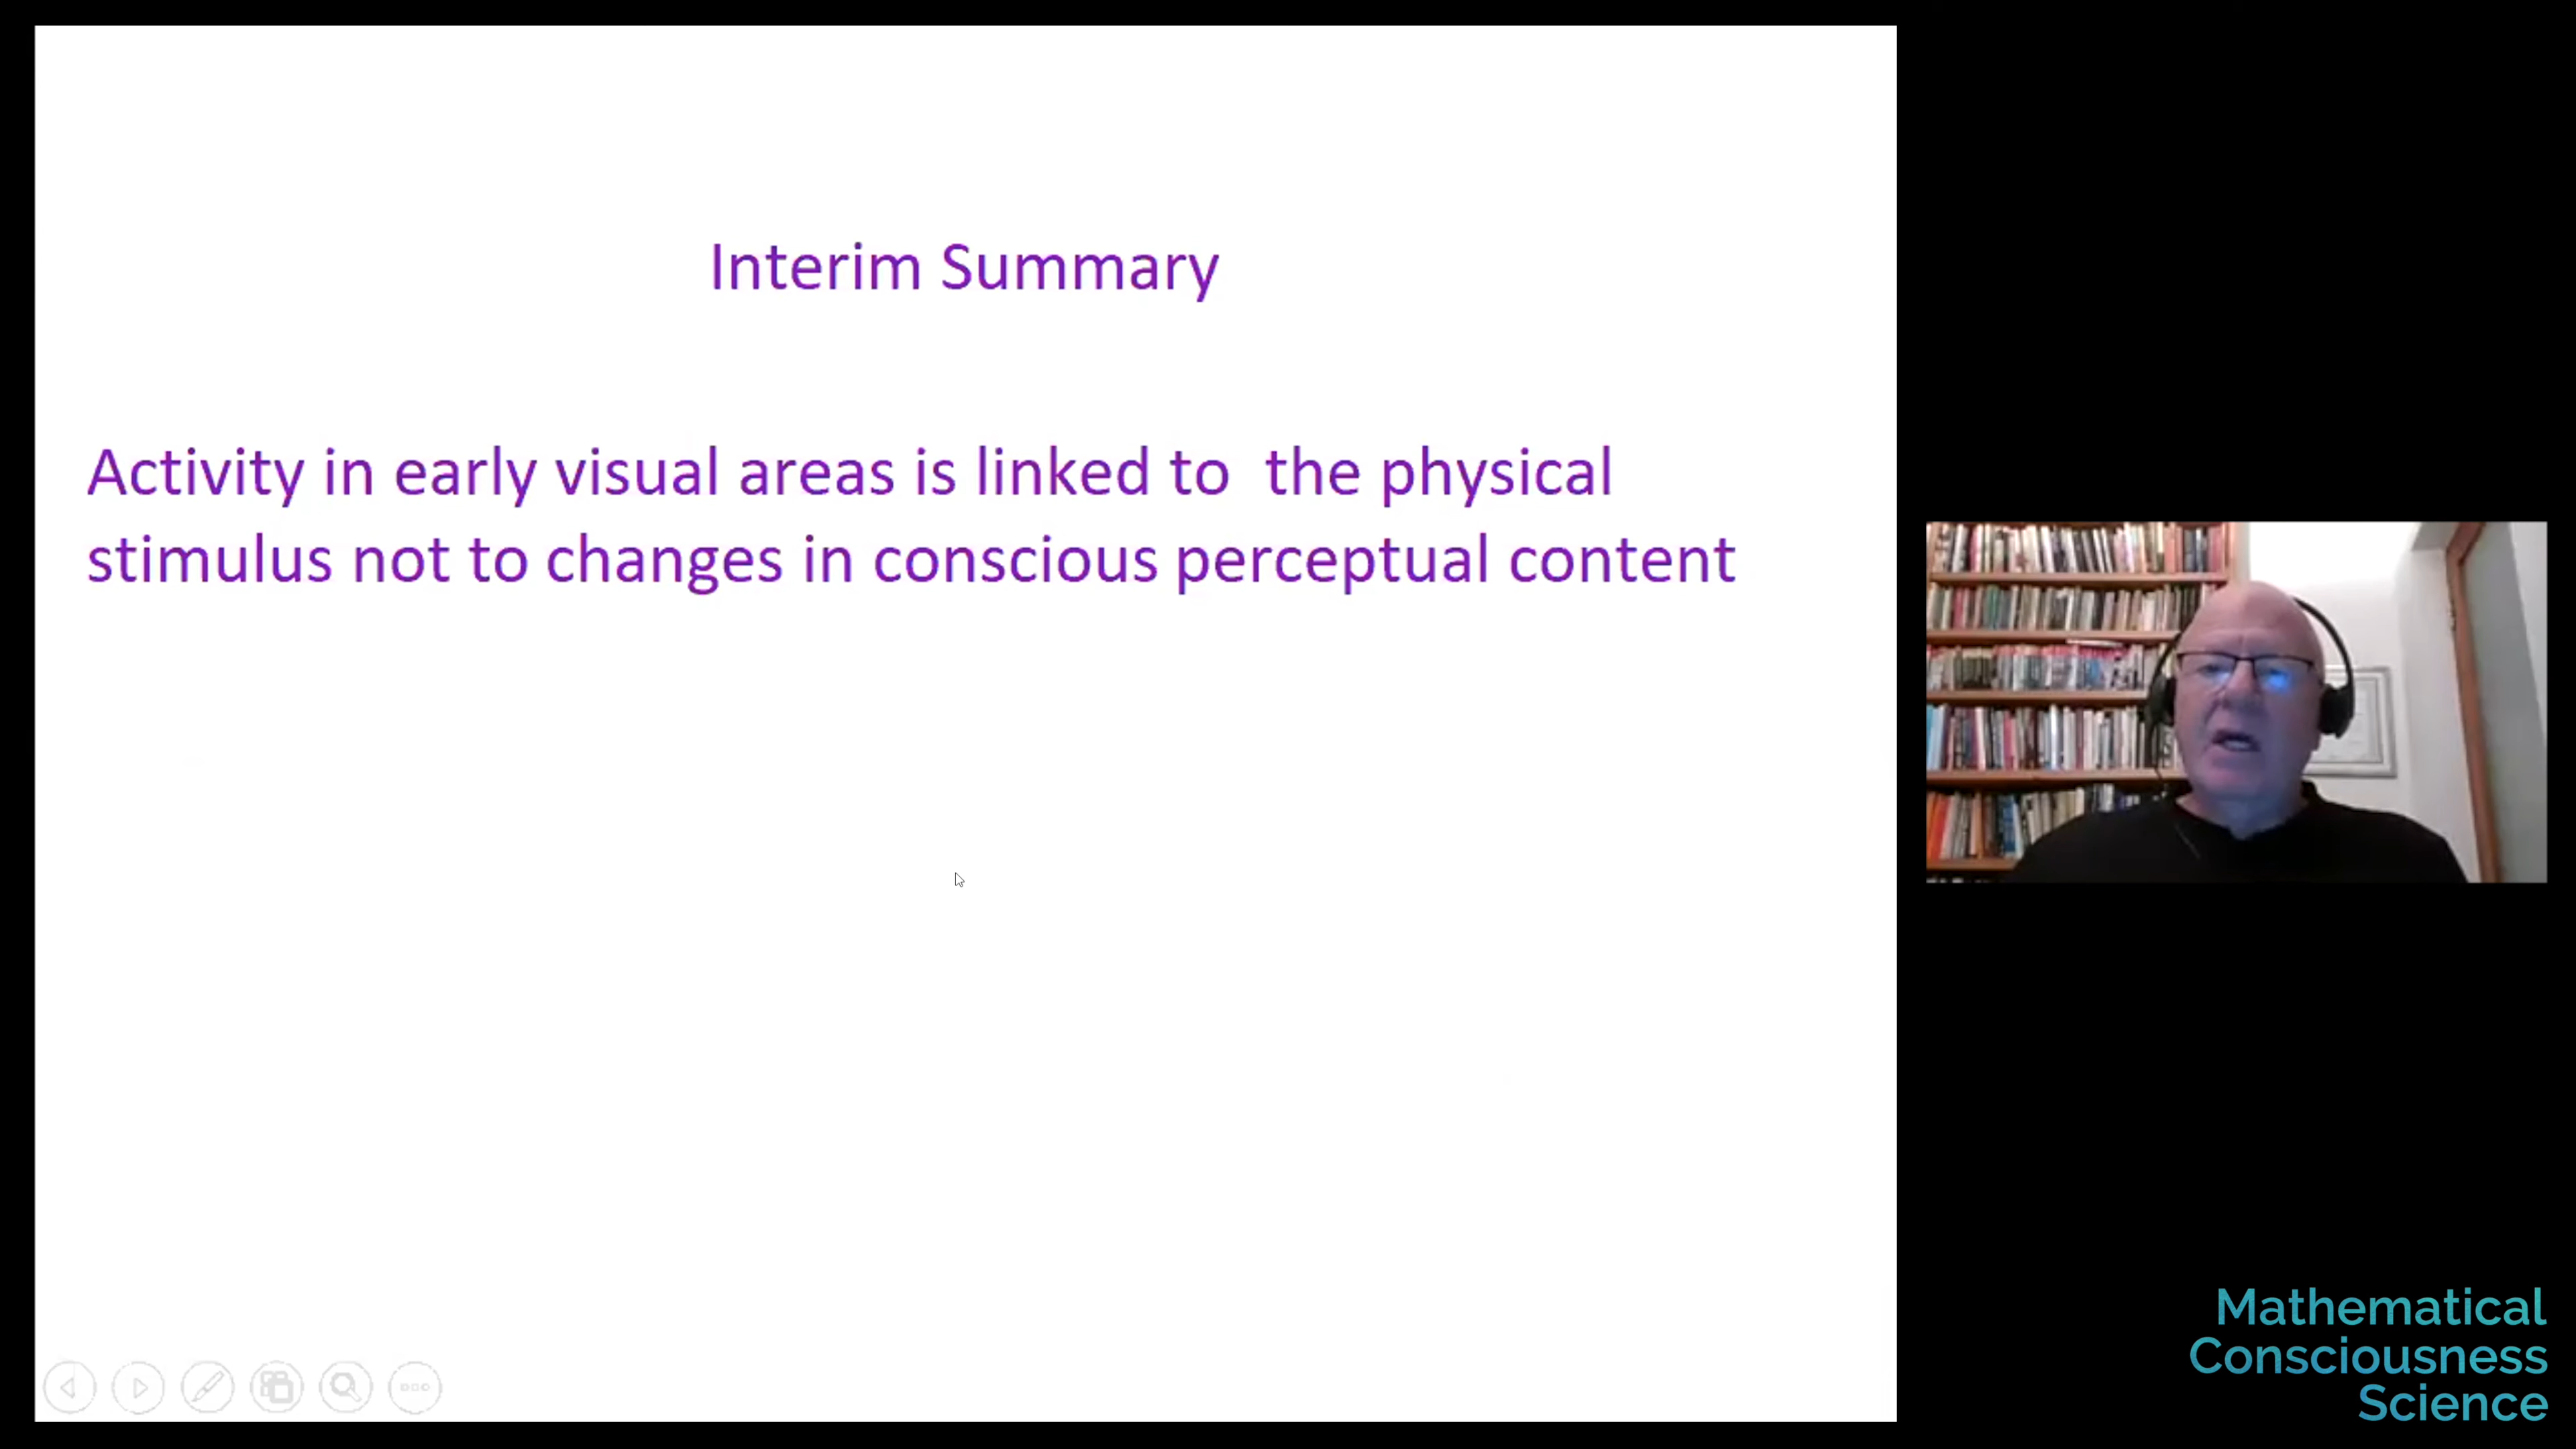 Interim Summary
Activity in early visual areas is linked to  the physical
stimulus not to changes in conscious perceptual content
Mathematical
Consciousness
Science